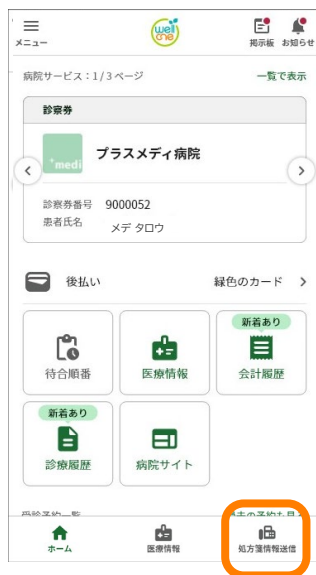 メニュー
well one
掲示板 お知らせ
病院サービス：1/3 ページ
一覧で表示
診察券
+medi
プラスメディ病院
診察券番号 9000052
患者氏名 メデ タロウ
後払い
緑色のカード
新着あり
待合順番
医療情報
会計履歴
新着あり
診療履歴
病院サイト
ホーム
医療情報
処方箋情報送信